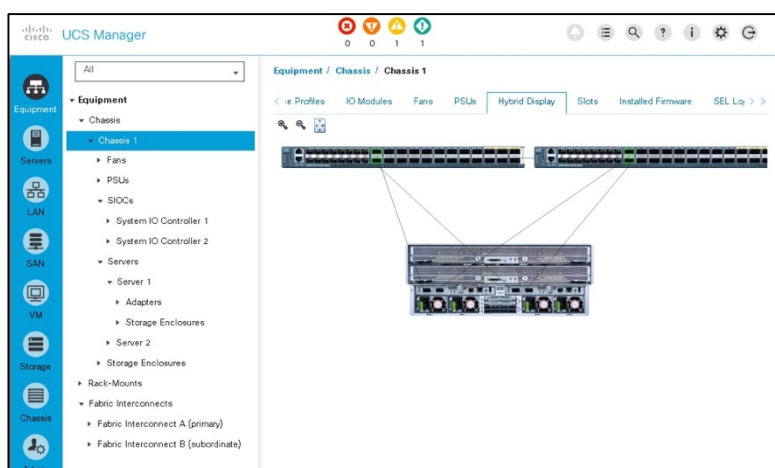 cisco UCS Manager
0 0 1 1
All
Equipment / Chassis / Chassis 1
Equipment
Servers
LAN
SAN
VM
Storage
Chassis
Equipment
Chassis
Chassis 1
Fans
PSUs
SIOCs
System IO Controller 1
System IO Controller 2
Servers
Server 1
Adapters
Storage Enclosures
Server 2
Storage Enclosures
Rack-Mounts
Fabric Interconnects
Fabric Interconnect A (primary)
Fabric Interconnect B (subordinate)
Profiles IO Modules Fans PSUs Hybrid Display Slots Installed Firmware SEL